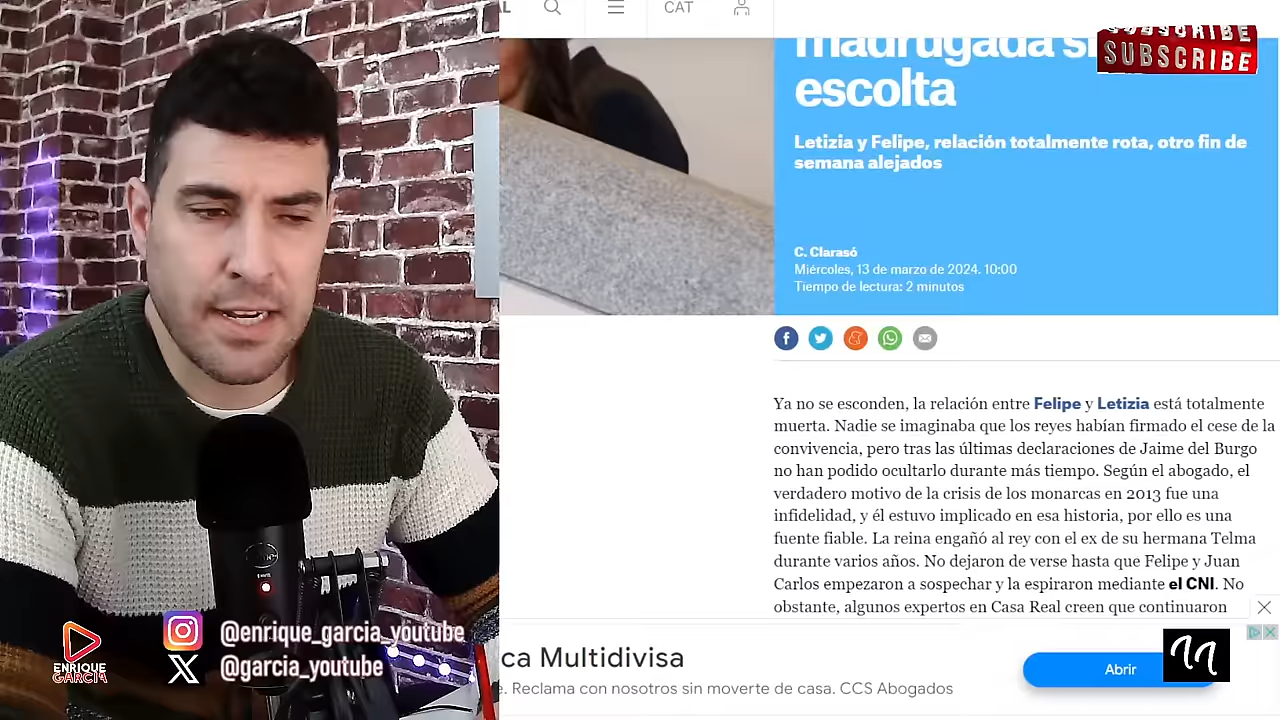 CAT
SUBSCRIBE
SUBSCRIBE
escolta
Letizia y Felipe, relación totalmente rota, otro fin de
semana alejados
C. Clarasó
Miércoles, 13 de marzo de 2024. 10:00
Tiempo de lectura: 2 minutos
Ya no se esconden, la relación entre Felipe y Letizia está totalmente
muerta. Nadie se imaginaba que los reyes habían firmado el cese de la
convivencia, pero tras las últimas declaraciones de Jaime del Burgo
no han podido ocultarlo durante más tiempo. Según el abogado, el
verdadero motivo de la crisis de los monarcas en 2013 fue una
infidelidad, y él estuvo implicado en esa historia, por ello es una
fuente fiable. La reina engañó al rey con el ex de su hermana Telma
durante varios años. No dejaron de verse hasta que Felipe y Juan
Carlos empezaron a sospechar y la espiraron mediante el CNI. No
obstante, algunos expertos en Casa Real creen que continuaron
ca Multidivisa
Reclama con nosotros sin moverte de casa. CCS Abogados
Abrir
ENRIQUE
GARCIA
@enrique_garcia_youtube
@garcia_youtube